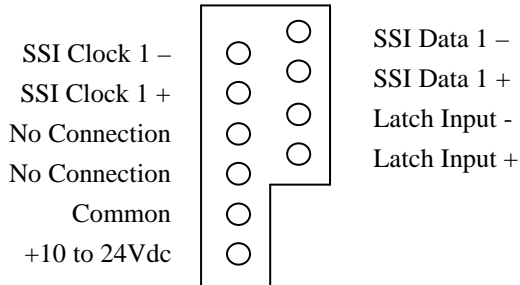 SSI Clock 1 –
SSI Clock 1 +
No Connection
No Connection
Common
+10 to 24Vdc
SSI Data 1 –
SSI Data 1 +
Latch Input -
Latch Input +